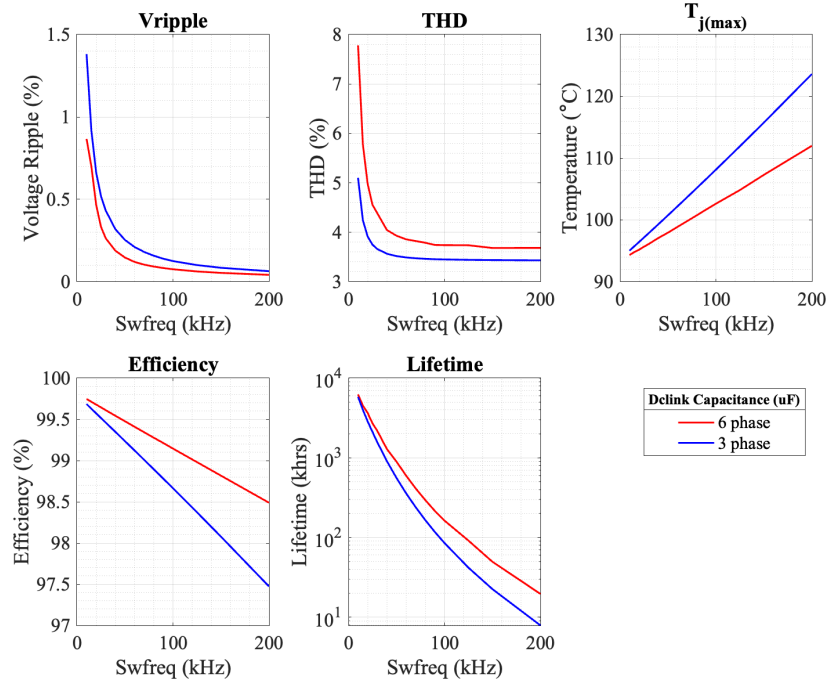 Vripple
Voltage Ripple (%)
1.5
1
0.5
0
0
100
200
Swfreq (kHz)
THD
THD (%)
8
7
6
5
4
3
0
100
200
Swfreq (kHz)
Tj(max)
Temperature (°C)
130
120
110
100
90
0
100
200
Swfreq (kHz)
Efficiency
Efficiency (%)
100
99.5
99
98.5
98
97.5
97
0
100
200
Swfreq (kHz)
Lifetime
Lifetime (khrs)
10^4
10^3
10^2
10^1
0
100
200
Swfreq (kHz)
Dclink Capacitance (uF)
6 phase
3 phase